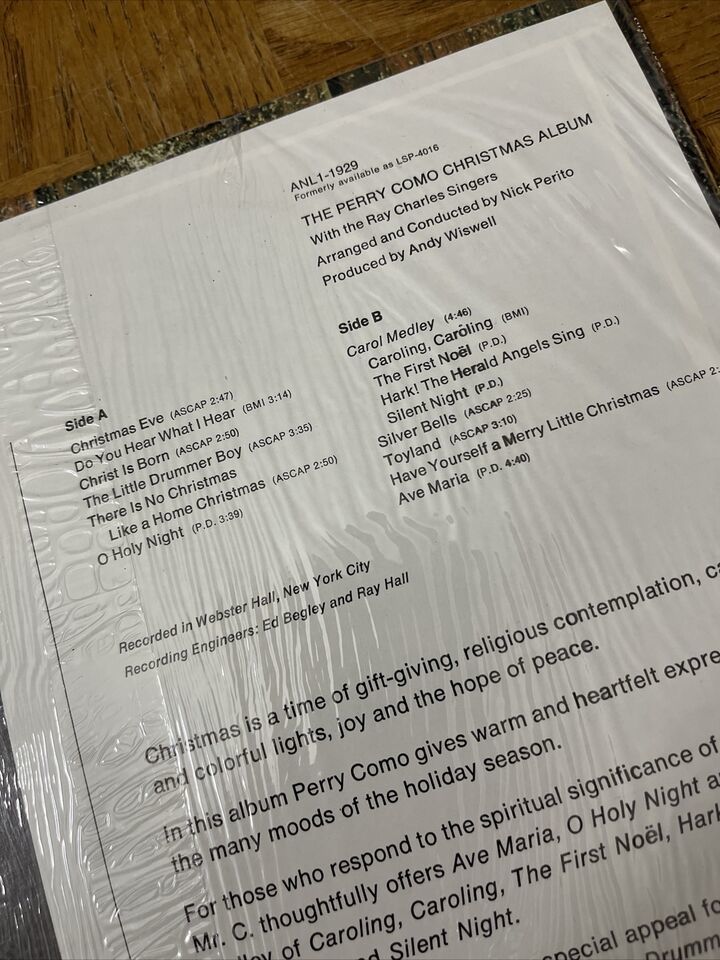 ANL1-1929
Formerly available as LSP-4016
THE PERRY COMO CHRISTMAS ALBUM
With the Ray Charles Singers
Arranged and Conducted by Nick Perito
Produced by Andy Wiswell
Side A
Christmas Eve (ASCAP 2:47)
Do You Hear What I Hear (BMI 3:14)
Christ Is Born (ASCAP 2:50)
The Little Drummer Boy (ASCAP 3:35)
There Is No Christmas
Like a Home Christmas (ASCAP 2:50)
O Holy Night (P.D. 3:39)
Side B
Carol Medley (4:46)
Caroling, Caroling (BMI)
The First Noël (P.D.)
Hark! The Herald Angels Sing (P.D.)
Silent Night (P.D.)
Silver Bells (ASCAP 2:25)
Toyland (ASCAP 3:10)
Have Yourself a Merry Little Christmas (ASCAP 2:
Ave Maria (P.D. 4:40)
Recorded in Webster Hall, New York City
Recording Engineers: Ed Begley and Ray Hall
Christmas is a time of gift-giving, religious contemplation, ca
and colorful lights, joy and the hope of peace.
In this album Perry Como gives warm and heartfelt expre
the many moods of the holiday season.
For those who respond to the spiritual significance of
Mr. C. thoughtfully offers Ave Maria, O Holy Night a
of Caroling, Caroling, The First Noël, Hark
Silent Night.
special appeal fo
Drumm